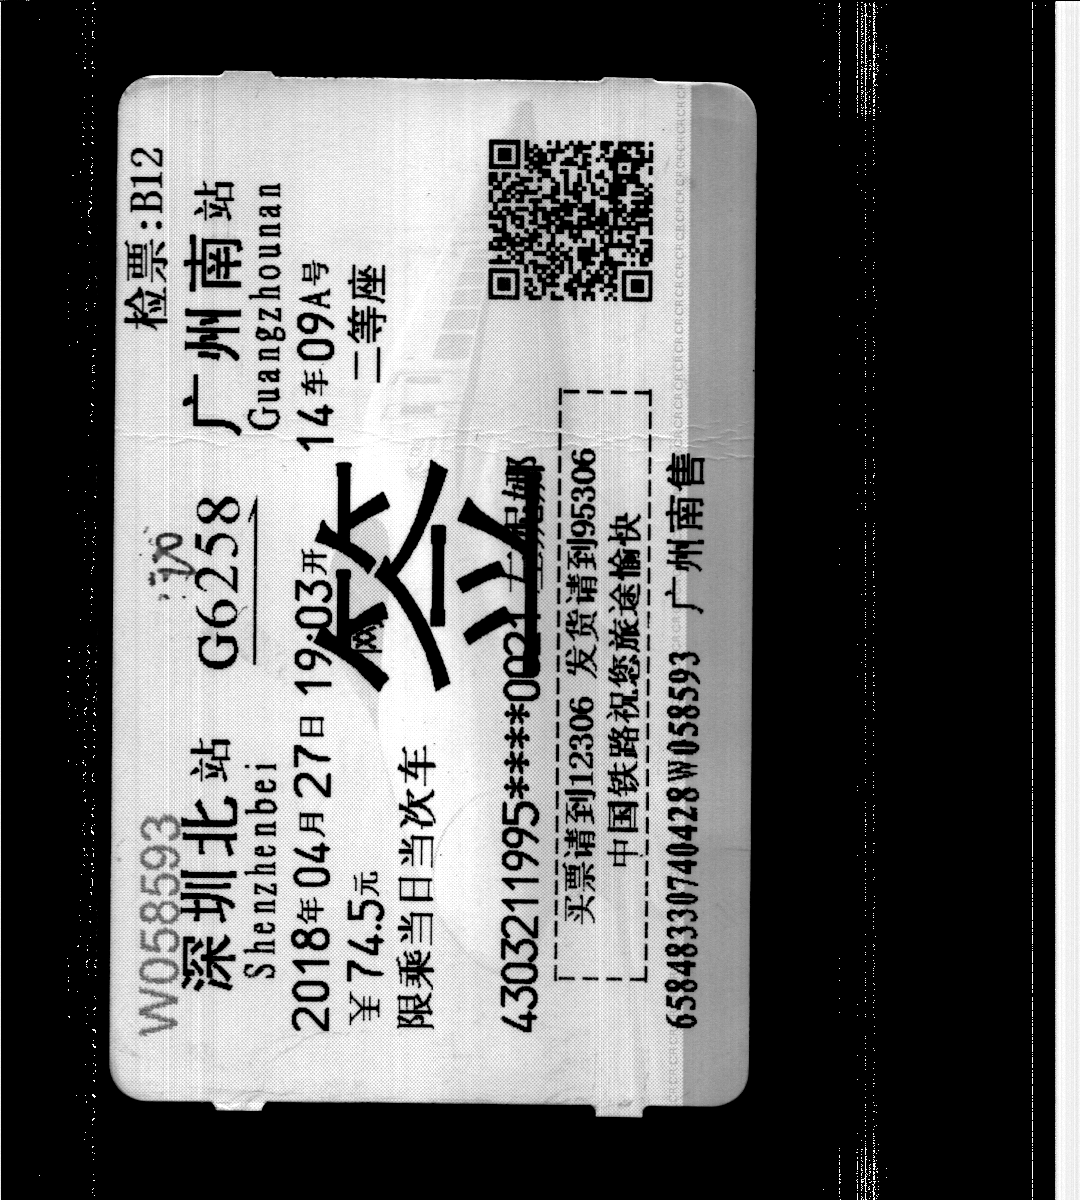 W058593 检票:B12
深圳北站 G6258 广州南站
Shenzhenbei Guangzhounan
2018年04月27日 19:03开 14车09A号
￥74.5元 网 二等座
限乘当日当次车
签
4303211995****0021 妮娜
买票请到12306 发货请到95306
中国铁路祝您旅途愉快
65848330740428W058593 广州南售